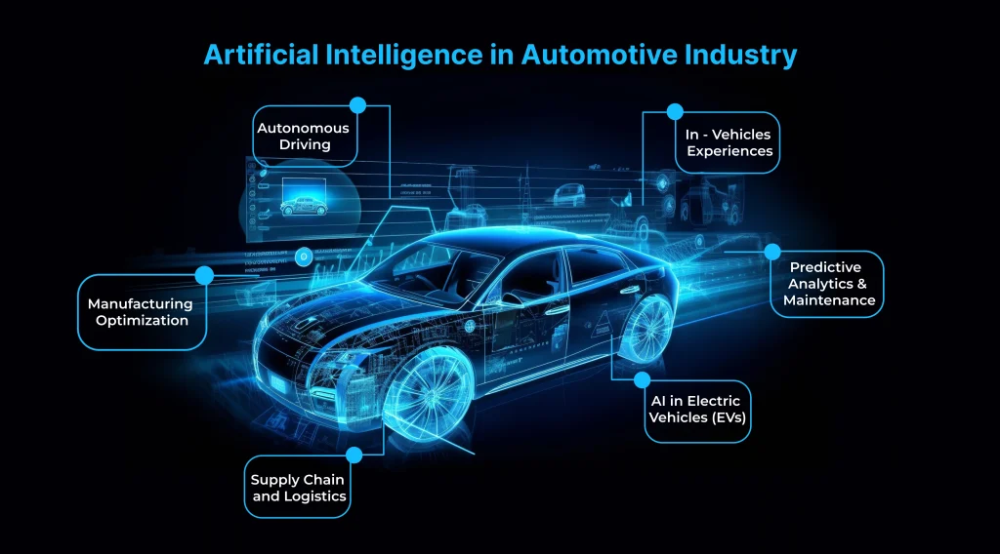 Artificial Intelligence in Automotive Industry
Autonomous
Driving
In - Vehicles
Experiences
Manufacturing
Optimization
Predictive
Analytics &
Maintenance
AI in Electric
Vehicles (EVs)
Supply Chain
and Logistics